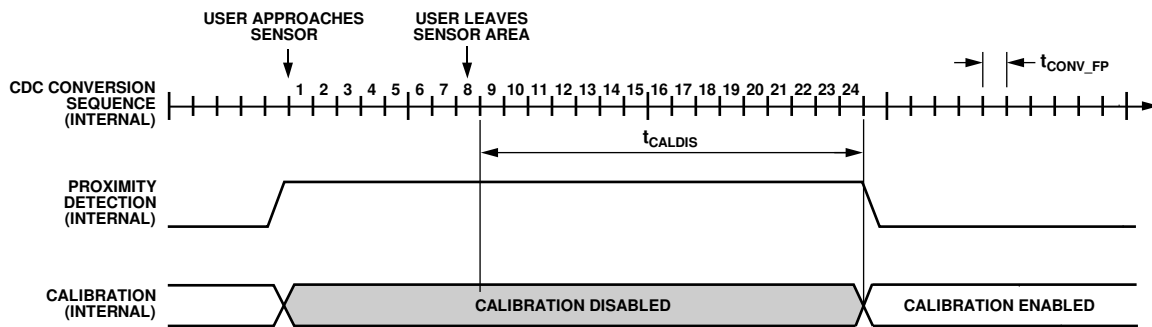 USER APPROACHES
SENSOR
USER LEAVES
SENSOR AREA
tCONV_FP
CDC CONVERSION
SEQUENCE
(INTERNAL)
1 2 3 4 5 6 7 8 9 10 11 12 13 14 15 16 17 18 19 20 21 22 23 24
tCALDIS
PROXIMITY
DETECTION
(INTERNAL)
CALIBRATION
(INTERNAL)
CALIBRATION DISABLED
CALIBRATION ENABLED